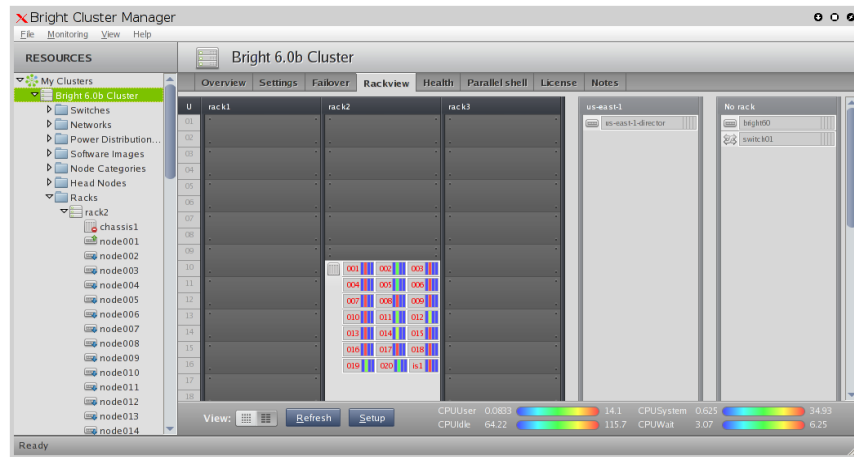 Bright Cluster Manager
File Monitoring View Help
RESOURCES
Bright 6.0b Cluster
My Clusters
Bright 6.0b Cluster
Switches
Networks
Power Distribution...
Software Images
Node Categories
Head Nodes
Racks
rack2
chassis1
node001
node002
node003
node004
node005
node006
node007
node008
node009
node010
node011
node012
node013
node014
Overview Settings Failover Rackview Health Parallel shell License Notes
U rack1 rack2 rack3 us-east-1 No rack
01 us-east-1-director bright60
02 switch01
03
04
05
06
07
08
09
10 001 002 003
11 004 005 006
12 007 008 009
13 010 011 012
14 013 014 015
15 016 017 018
16 019 020 is1
17
18
View: Refresh Setup
CPUUser 0.0833 14.1 CPUSystem 0.625 34.93
CPUIdle 64.22 115.7 CPUWait 3.07 6.25
Ready